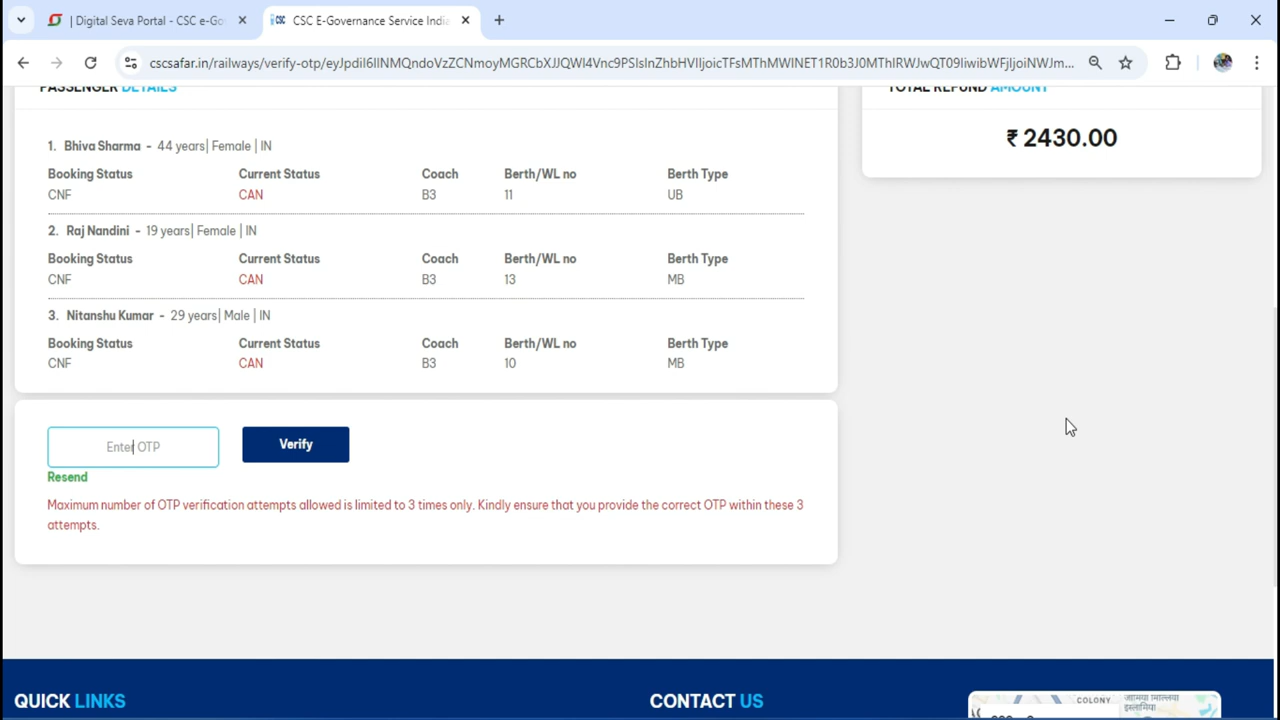 | Digital Seva Portal - CSC e-Go
CSC E-Governance Service India
cscsafar.in/railways/verify-otp/
PASSENGER DETAILS
TOTAL REFUND AMOUNT
₹ 2430.00
1. Bhiva Sharma - 44 years| Female | IN
Booking Status Current Status Coach Berth/WL no Berth Type
CNF CAN B3 11 UB
2. Raj Nandini - 19 years| Female | IN
Booking Status Current Status Coach Berth/WL no Berth Type
CNF CAN B3 13 MB
3. Nitanshu Kumar - 29 years| Male | IN
Booking Status Current Status Coach Berth/WL no Berth Type
CNF CAN B3 10 MB
Enter OTP Verify
Resend
Maximum number of OTP verification attempts allowed is limited to 3 times only. Kindly ensure that you provide the correct OTP within these 3
attempts.
QUICK LINKS CONTACT US
COLONY
जामिया मिल्लिया
इस्लामिया